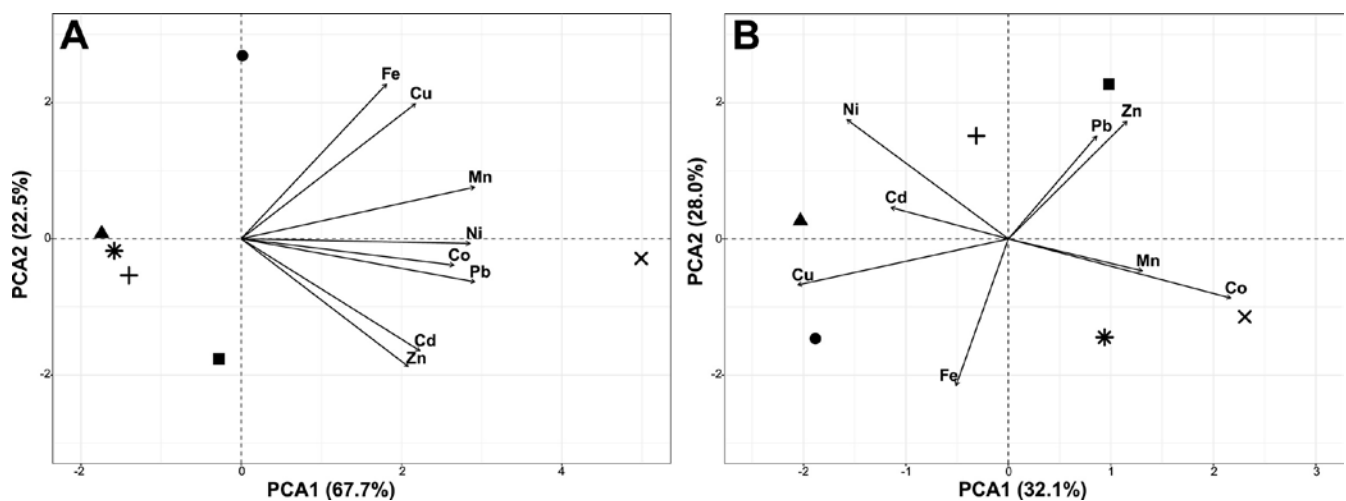 A
Fe
Cu
Mn
Ni
Co
Pb
Cd
Zn
2
0
-2
-2
0
2
4
PCA2 (22.5%)
PCA1 (67.7%)
B
Ni
Zn
Pb
Cd
Cu
Mn
Co
Fe
2
0
-2
-2
-1
0
1
2
3
PCA2 (28.0%)
PCA1 (32.1%)